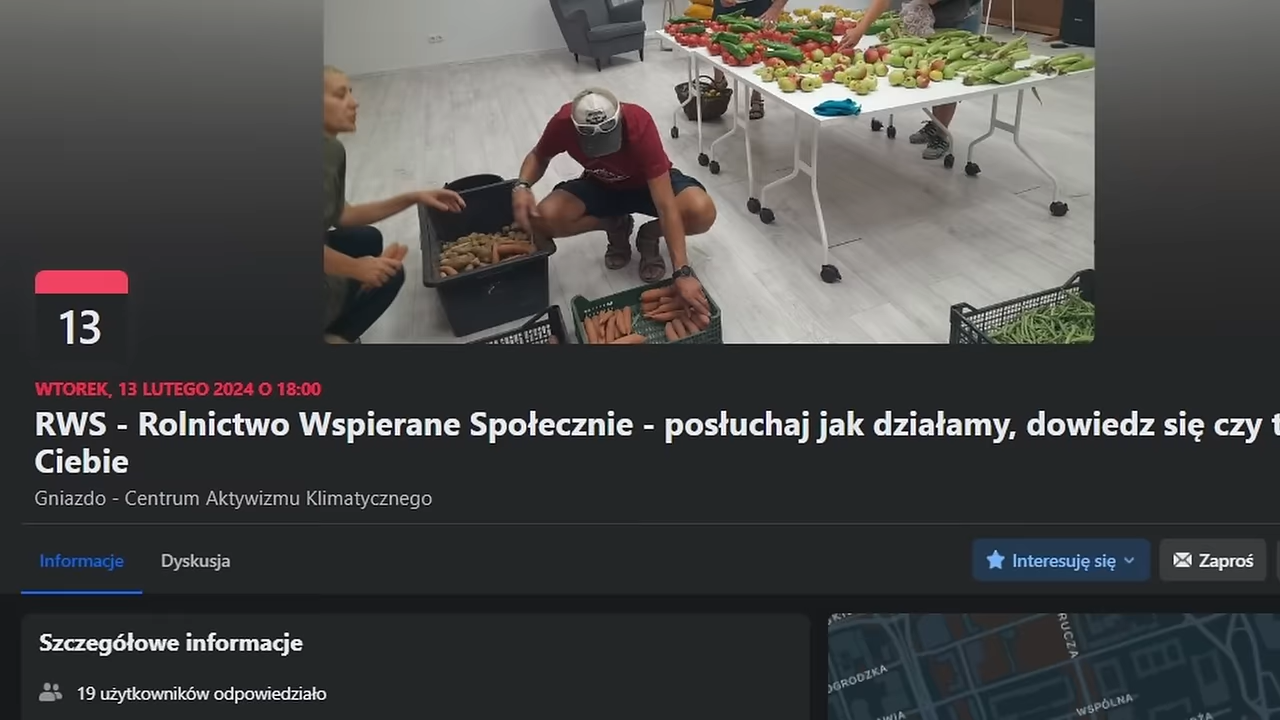 13
WTOREK, 13 LUTEGO 2024 O 18:00
RWS - Rolnictwo Wspierane Społecznie - posłuchaj jak działamy, dowiedz się czy
Ciebie
Gniazdo - Centrum Aktywizmu Klimatycznego
Informacje
Dyskusja
Interesuję się
Zaproś
Szczegółowe informacje
19 użytkowników odpowiedziało
RUCZA
OGRODZKA
WSPÓLNA